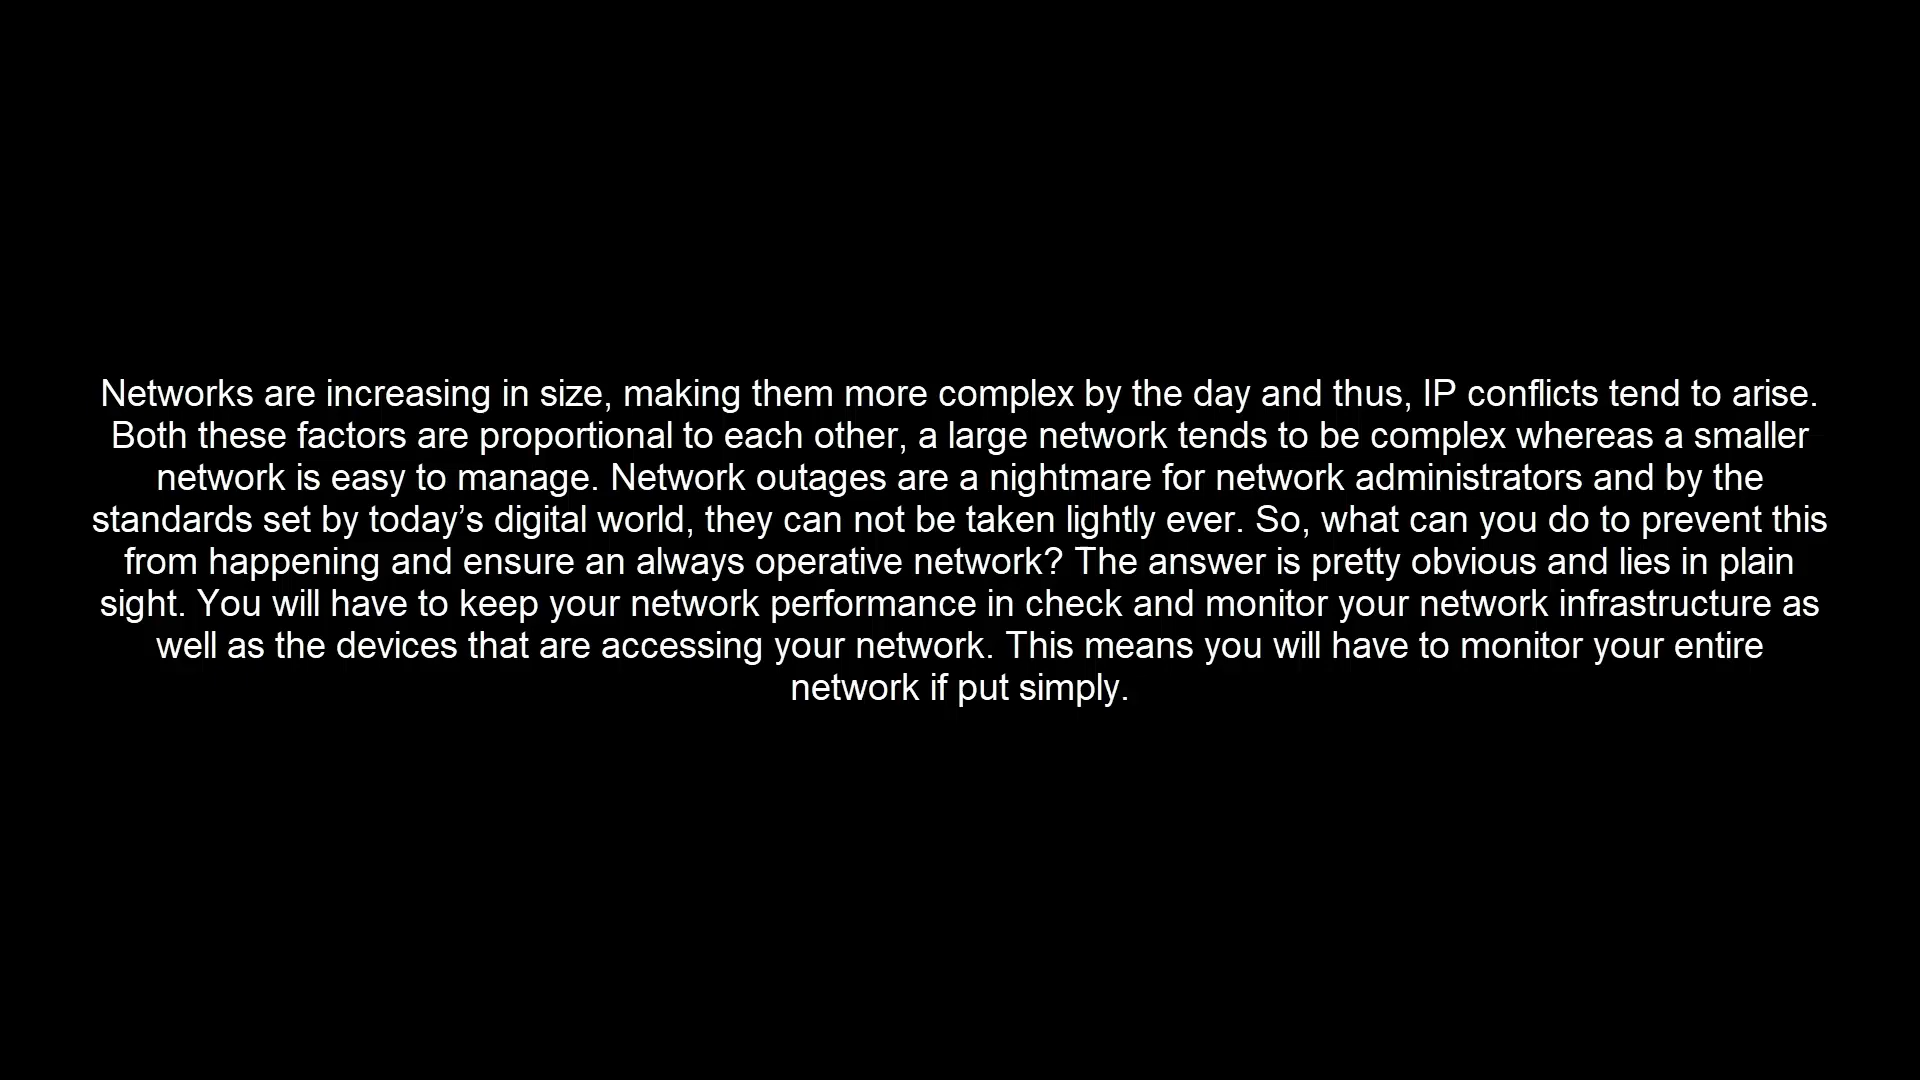 Networks are increasing in size, making them more complex by the day and thus, IP conflicts tend to arise.
Both these factors are proportional to each other, a large network tends to be complex whereas a smaller
network is easy to manage. Network outages are a nightmare for network administrators and by the
standards set by today’s digital world, they can not be taken lightly ever. So, what can you do to prevent this
from happening and ensure an always operative network? The answer is pretty obvious and lies in plain
sight. You will have to keep your network performance in check and monitor your network infrastructure as
well as the devices that are accessing your network. This means you will have to monitor your entire
network if put simply.